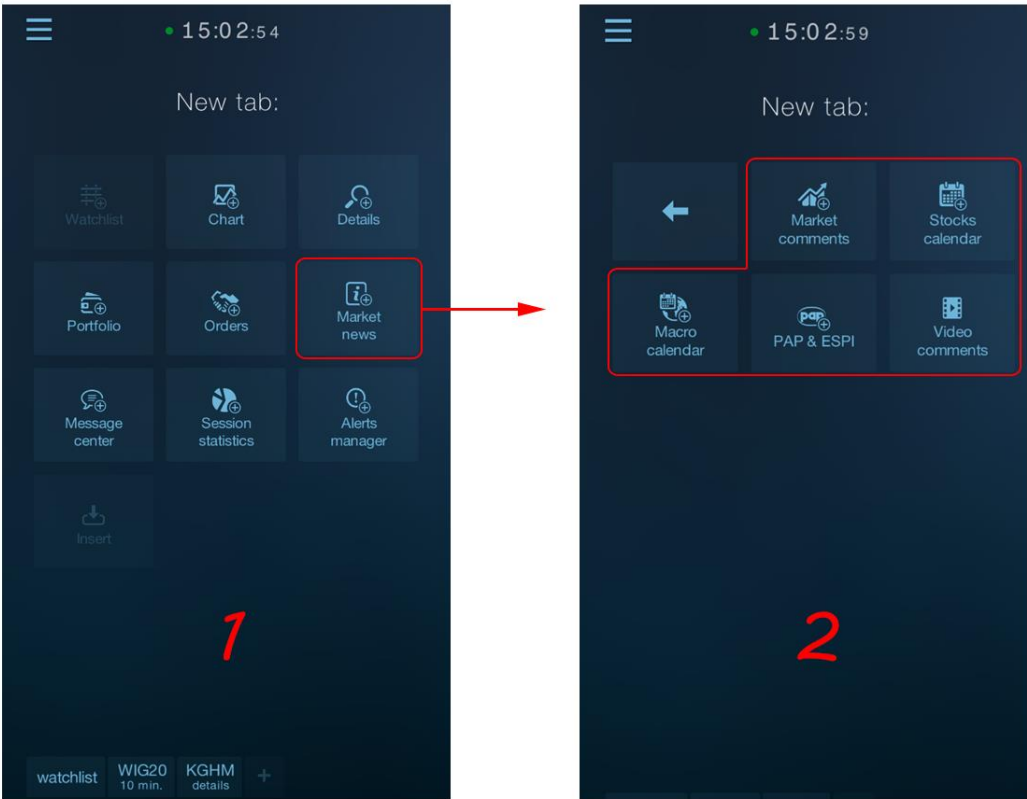 15:02:54
New tab:
Watchlist
Chart
Details
Portfolio
Orders
Market
news
Message
center
Session
statistics
Alerts
manager
Insert
1
watchlist
WIG20
10 min.
KGHM
details
+
15:02:59
New tab:
Market
comments
Stocks
calendar
Macro
calendar
pap
PAP & ESPI
Video
comments
2